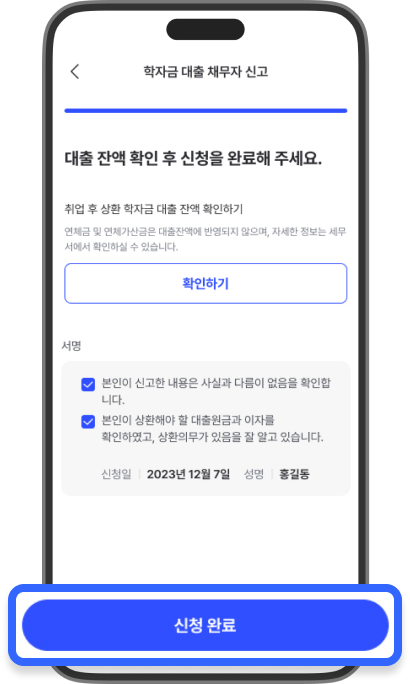 학자금 대출 채무자 신고
대출 잔액 확인 후 신청을 완료해 주세요.
취업 후 상환 학자금 대출 잔액 확인하기
연체금 및 연체가산금은 대출잔액에 반영되지 않으며, 자세한 정보는 세무
서에서 확인하실 수 있습니다.
확인하기
서명
본인이 신고한 내용은 사실과 다름이 없음을 확인합
니다.
본인이 상환해야 할 대출원금과 이자를
확인하였고, 상환의무가 있음을 잘 알고 있습니다.
신청일 | 2023년 12월 7일 성명 | 홍길동
신청 완료